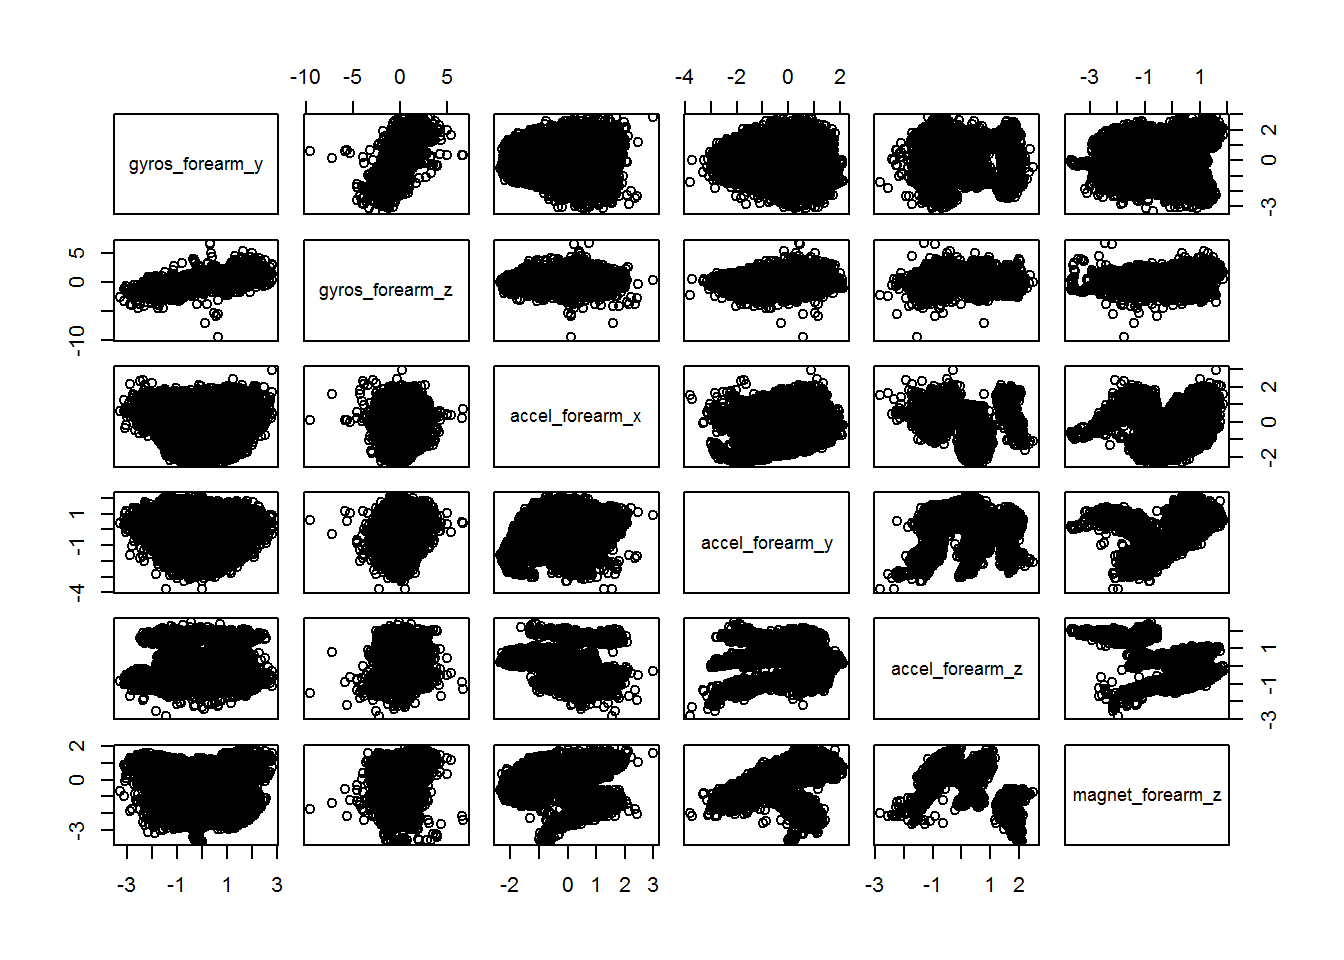 -10 -5 0 5 -4 -2 0 2 -3 -1 1
gyros_forearm_y
-3 0 2
-10 0 5
gyros_forearm_z
accel_forearm_x
-2 0 2
-4 -1 1
accel_forearm_y
accel_forearm_z
-3 -1 1
-3 0 2
magnet_forearm_z
-3 -1 1 3 -2 0 1 3 -3 -1 1 2